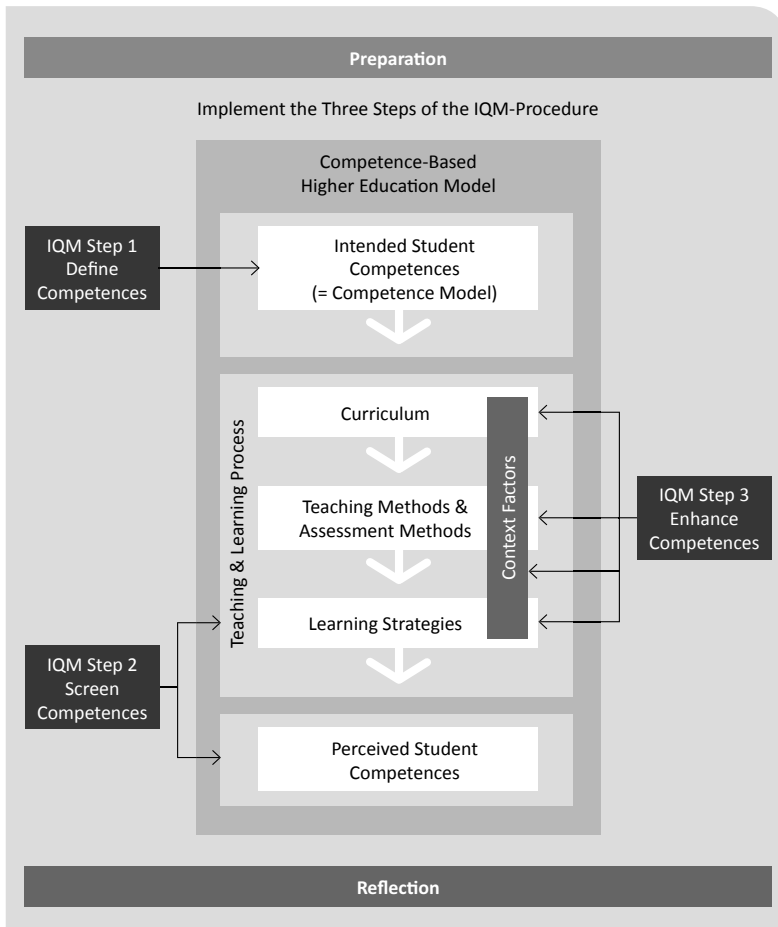 Preparation
Implement the Three Steps of the IQM-Procedure
Competence-Based
Higher Education Model
IQM Step 1
Define
Competences
Intended Student
Competences
(= Competence Model)
Teaching & Learning Process
Curriculum
Teaching Methods &
Assessment Methods
Learning Strategies
Context Factors
IQM Step 3
Enhance
Competences
IQM Step 2
Screen
Competences
Perceived Student
Competences
Reflection